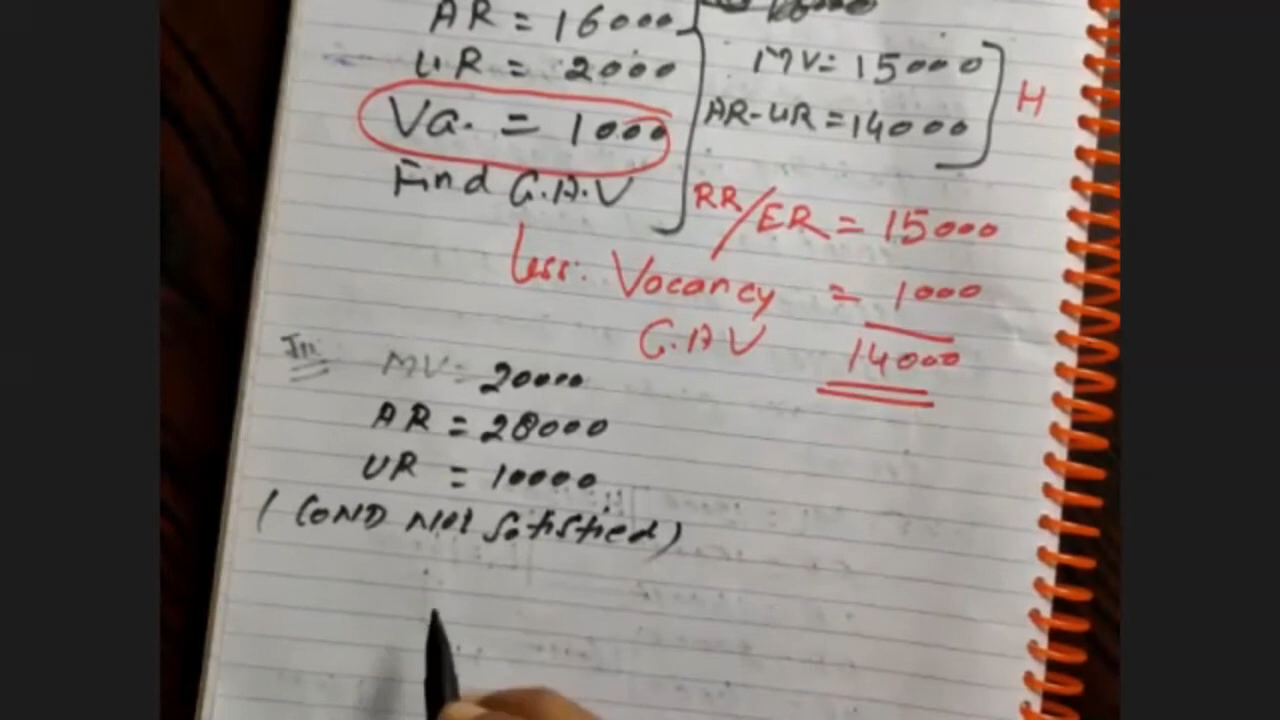 AR = 16000
UR = 2000
Va. = 1000
Find G.A.V
MV = 15000
AR-UR = 14000
H
RR/ER = 15000
Less: Vacancy = 1000
G.A.V 14000
MV = 20000
AR = 28000
UR = 10000
(COND Not Satisfied)